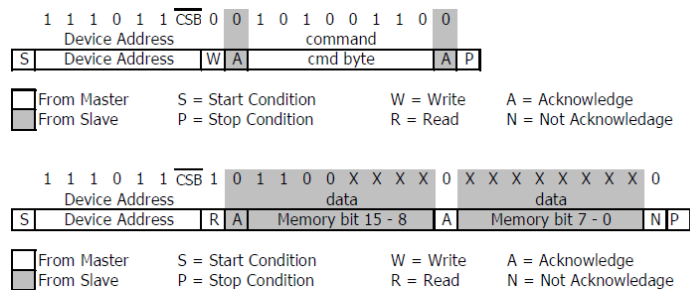 1 1 1 0 1 1 CSB 0 0 1 0 1 0 0 1 1 0 0
Device Address command
S Device Address W A cmd byte A P
From Master S = Start Condition W = Write A = Acknowledge
From Slave P = Stop Condition R = Read N = Not Acknowledage
1 1 1 0 1 1 CSB 1 0 1 1 0 0 X X X X 0 X X X X X X X X 0
Device Address data data
S Device Address R A Memory bit 15 - 8 A Memory bit 7 - 0 N P
From Master S = Start Condition W = Write A = Acknowledge
From Slave P = Stop Condition R = Read N = Not Acknowledage